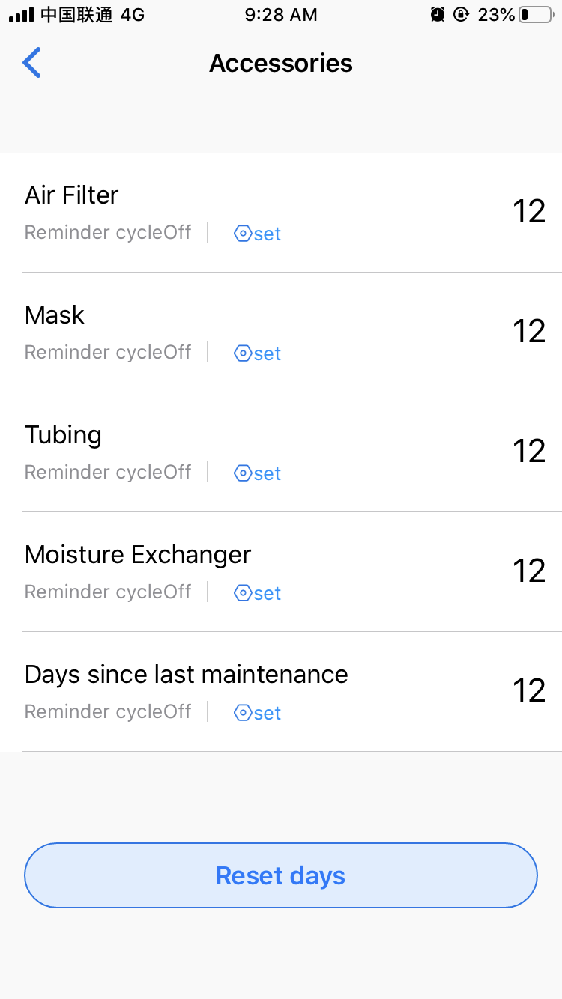 中国联通 4G 9:28 AM 23%
Accessories
Air Filter
12
Reminder cycleOff set
Mask
12
Reminder cycleOff set
Tubing
12
Reminder cycleOff set
Moisture Exchanger
12
Reminder cycleOff set
Days since last maintenance
12
Reminder cycleOff set
Reset days